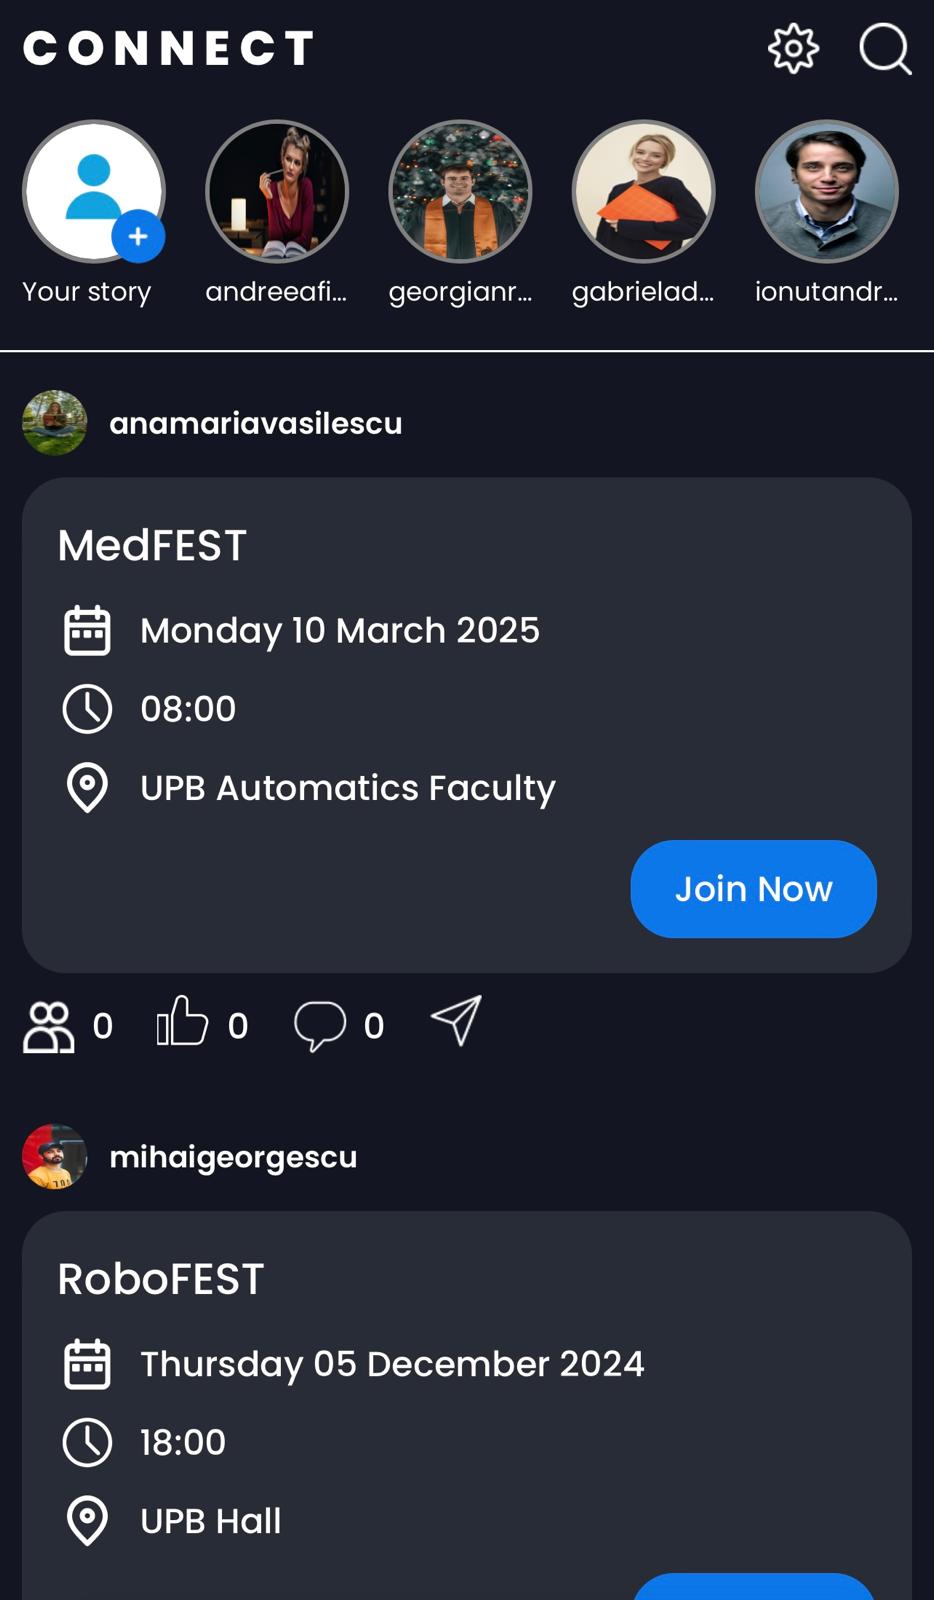 CONNECT
Your story
andreeafi...
georgianr...
gabrielad...
ionutandr...
anamariavasilescu
MedFEST
Monday 10 March 2025
08:00
UPB Automatics Faculty
Join Now
0 0 0
mihaigeorgescu
RoboFEST
Thursday 05 December 2024
18:00
UPB Hall